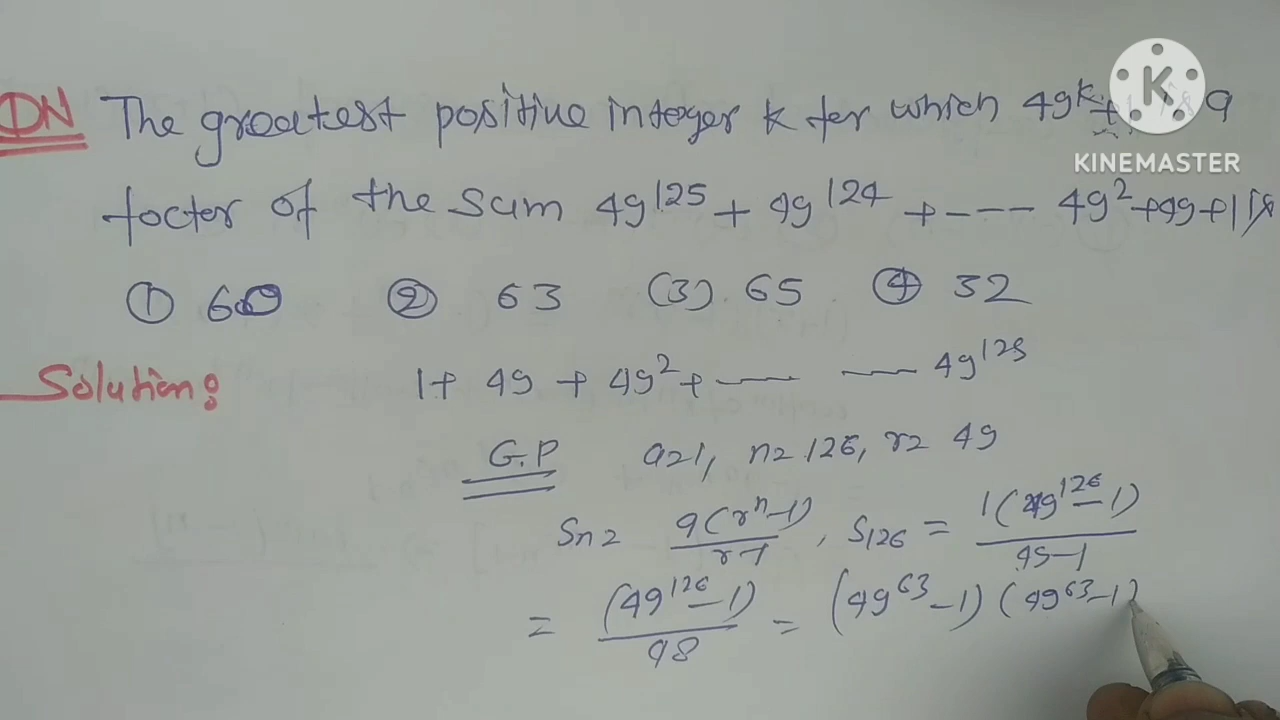 DN The greatest positive integer k for which 49^k+1 is a
KINEMASTER
factor of the sum 49^125 + 49^124 + ---- 49^2+49+1 is
① 60 ② 63 (3) 65 ④ 32
Solution:
1+ 49 + 49^2 + ---- ---- 49^125
G.P a=1, n=126, r= 49
Sn= a(r^n-1)/r-1, S126 = 1(49^126-1)/49-1
= (49^126-1)/48 = (49^63-1)(49^63-1)